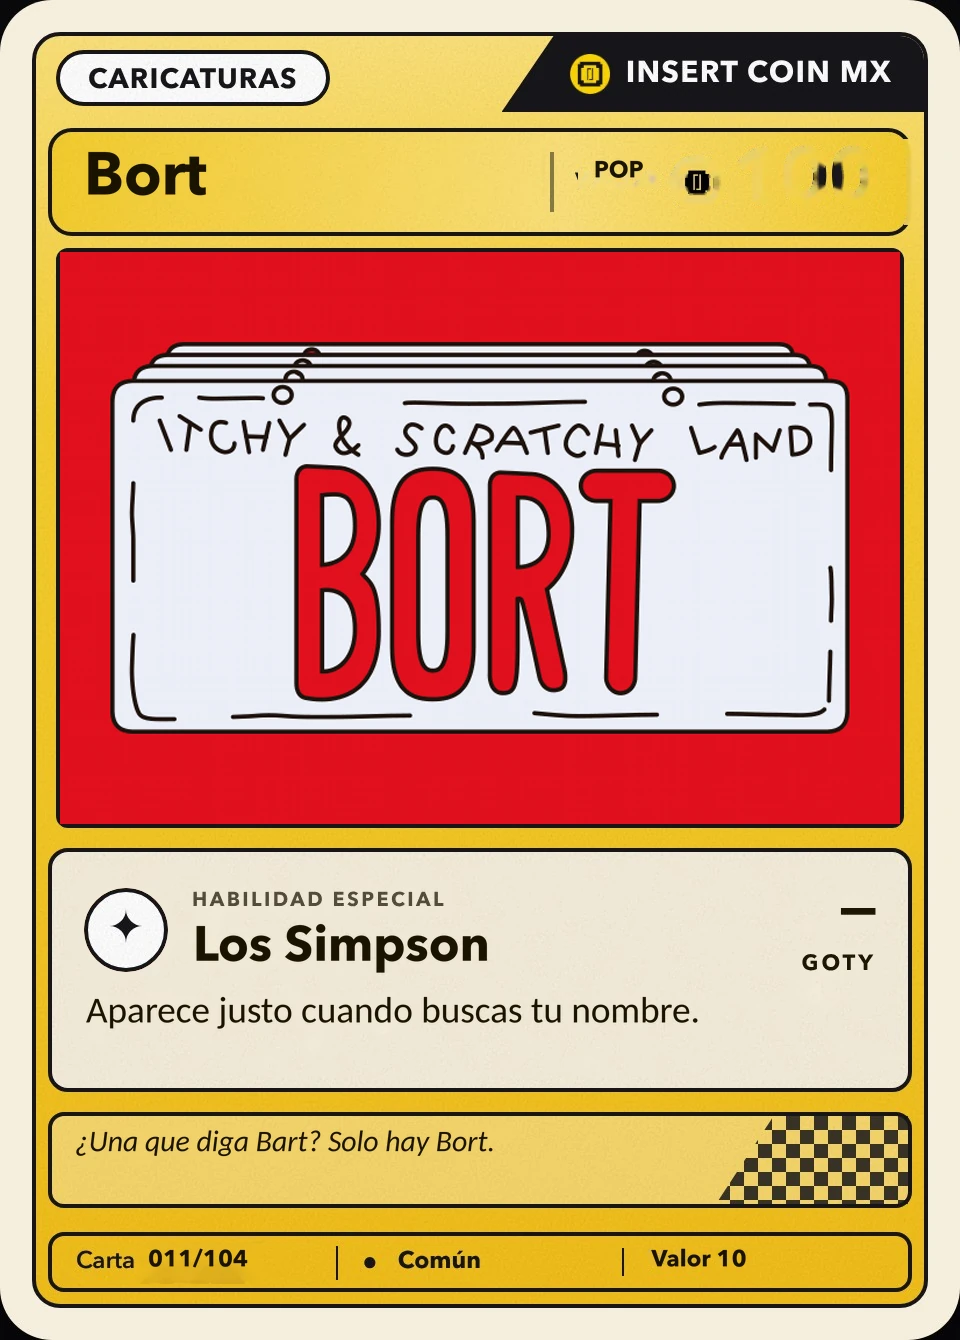 CARICATURAS
INSERT COIN MX
Bort
POP
ITCHY & SCRATCHY LAND
BORT
HABILIDAD ESPECIAL
Los Simpson
GOTY
Aparece justo cuando buscas tu nombre.
¿Una que diga Bart? Solo hay Bort.
Carta 011/104
• Común
Valor 10